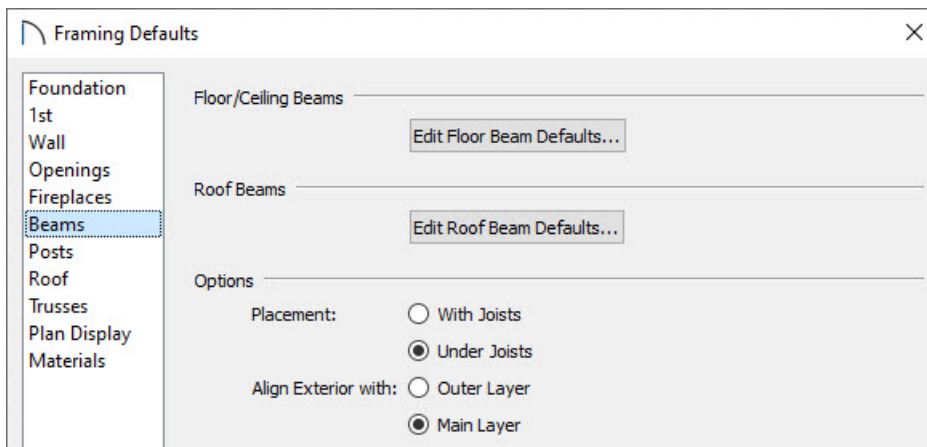 Framing Defaults
Foundation
1st
Wall
Openings
Fireplaces
Beams
Posts
Roof
Trusses
Plan Display
Materials
Floor/Ceiling Beams
Edit Floor Beam Defaults...
Roof Beams
Edit Roof Beam Defaults...
Options
Placement:
With Joists
Under Joists
Align Exterior with:
Outer Layer
Main Layer